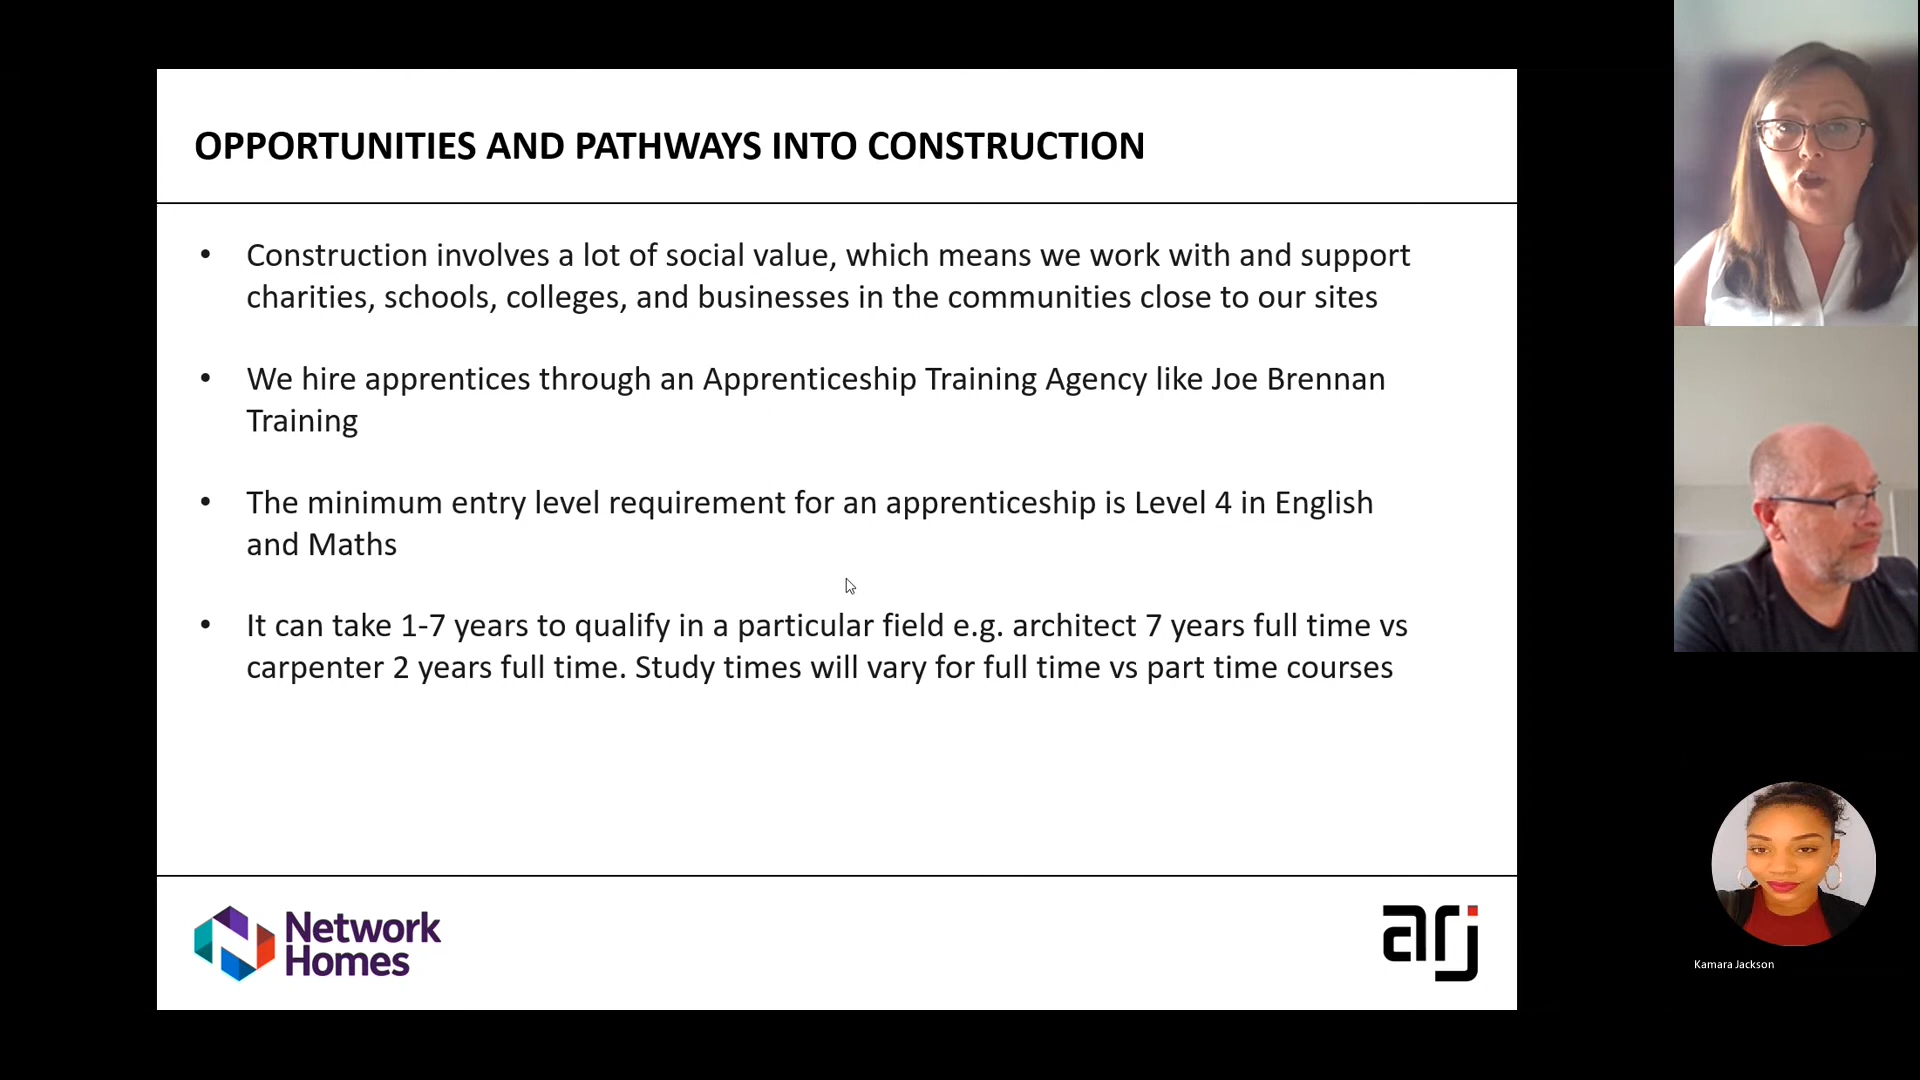 OPPORTUNITIES AND PATHWAYS INTO CONSTRUCTION
• Construction involves a lot of social value, which means we work with and support
charities, schools, colleges, and businesses in the communities close to our sites
• We hire apprentices through an Apprenticeship Training Agency like Joe Brennan
Training
• The minimum entry level requirement for an apprenticeship is Level 4 in English
and Maths
• It can take 1-7 years to qualify in a particular field e.g. architect 7 years full time vs
carpenter 2 years full time. Study times will vary for full time vs part time courses
Network
Homes
arj
Kamara Jackson